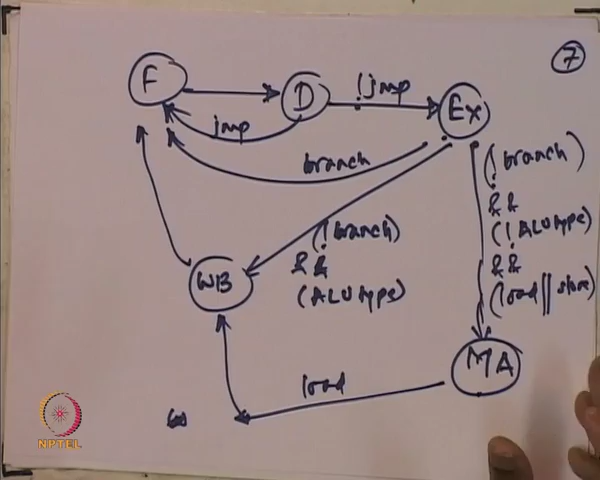 7
F
D
!jmp
Ex
jmp
branch
(!branch)
&&
(!ALUtype)
&&
(load||store)
(!branch)
&&
(ALUtype)
WB
MA
load
NPTEL